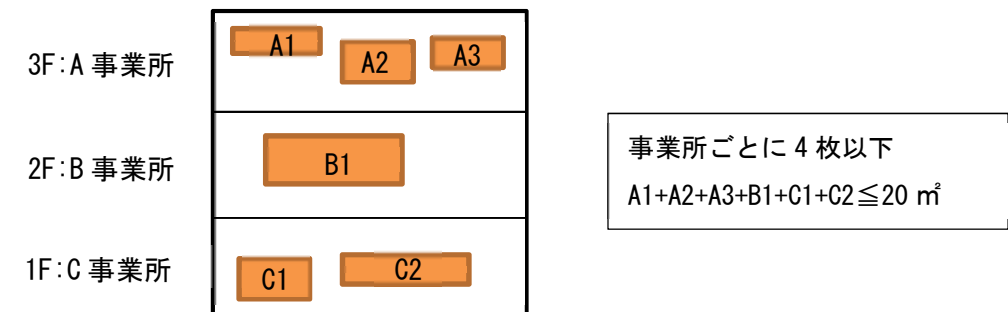 3F:A 事業所
A1
A2
A3
2F:B 事業所
B1
事業所ごとに 4 枚以下
A1+A2+A3+B1+C1+C2≦20 ㎡
1F:C 事業所
C1
C2